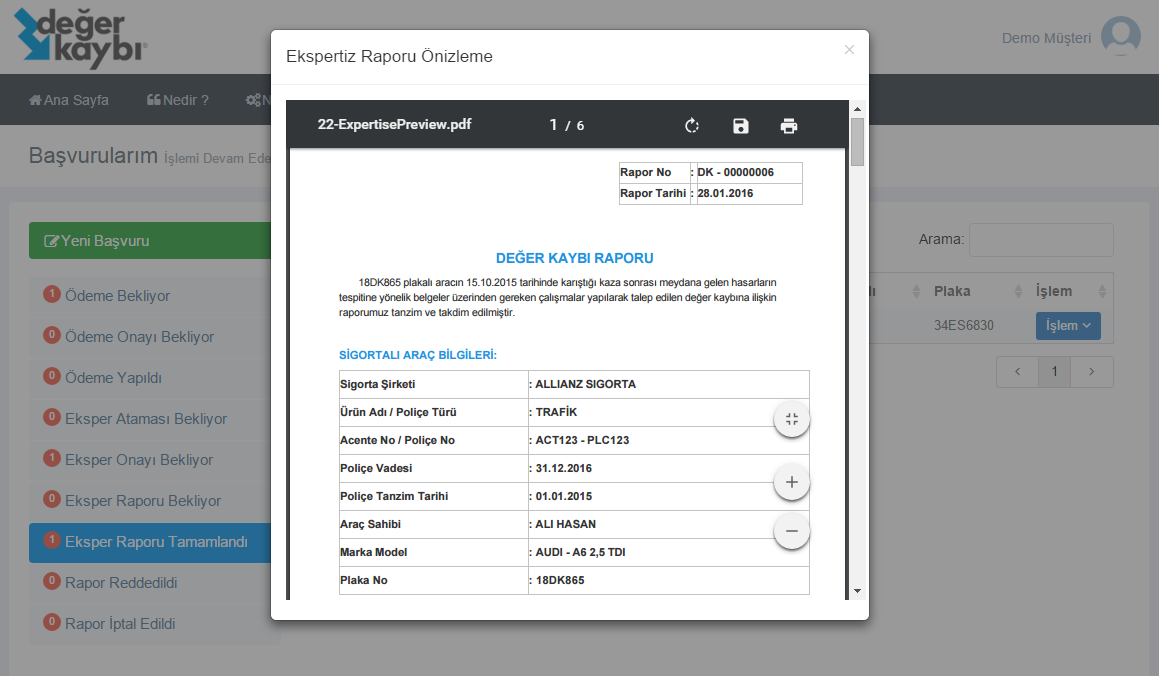 değer
kaybı
Demo Müşteri
Ana Sayfa
Nedir ?
N
Başvurularım İşlemi Devam Ede
Yeni Başvuru
1 Ödeme Bekliyor
0 Ödeme Onayı Bekliyor
0 Ödeme Yapıldı
0 Eksper Ataması Bekliyor
1 Eksper Onayı Bekliyor
0 Eksper Raporu Bekliyor
1 Eksper Raporu Tamamlandı
0 Rapor Reddedildi
0 Rapor İptal Edildi
Ekspertiz Raporu Önizleme ×
22-ExpertisePreview.pdf 1 / 6
Rapor No : DK - 00000006
Rapor Tarihi : 28.01.2016
DEĞER KAYBI RAPORU
18DK865 plakalı aracın 15.10.2015 tarihinde karıştığı kaza sonrası meydana gelen hasarların
tespitine yönelik belgeler üzerinden gereken çalışmalar yapılarak talep edilen değer kaybına ilişkin
raporumuz tanzim ve takdim edilmiştir.
SİGORTALI ARAÇ BİLGİLERİ:
Sigorta Şirketi : ALLIANZ SIGORTA
Ürün Adı / Poliçe Türü : TRAFİK
Acente No / Poliçe No : ACT123 - PLC123
Poliçe Vadesi : 31.12.2016
Poliçe Tanzim Tarihi : 01.01.2015
Araç Sahibi : ALI HASAN
Marka Model : AUDI - A6 2,5 TDI
Plaka No : 18DK865
Arama:
Plaka İşlem
34ES6830 İşlem
1